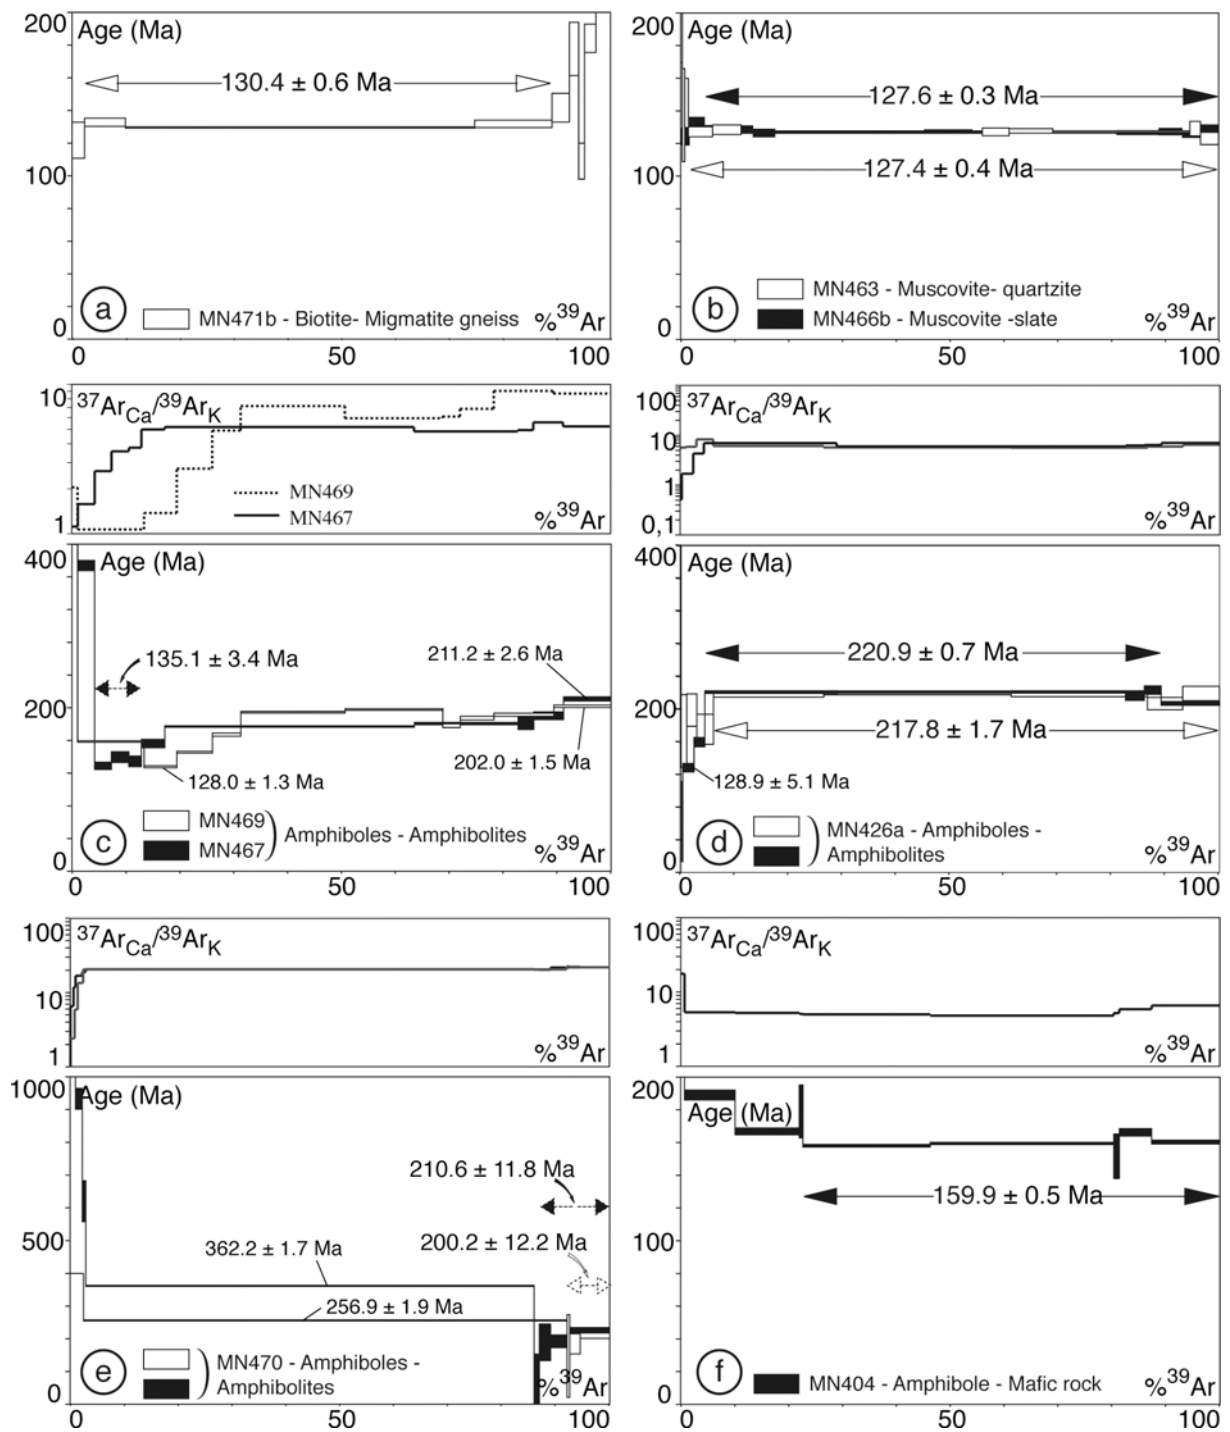 200
Age (Ma)
130.4 ± 0.6 Ma
100
a
MN471b - Biotite- Migmatite gneiss
%39Ar
0
0
50
100
200
Age (Ma)
127.6 ± 0.3 Ma
100
127.4 ± 0.4 Ma
b
MN463 - Muscovite- quartzite
MN466b - Muscovite -slate
%39Ar
0
0
50
100
10
37ArCa/39ArK
MN469
MN467
1
%39Ar
100
37ArCa/39ArK
10
1
0,1
%39Ar
400
Age (Ma)
135.1 ± 3.4 Ma
211.2 ± 2.6 Ma
200
128.0 ± 1.3 Ma
202.0 ± 1.5 Ma
c
MN469
MN467
Amphiboles - Amphibolites
%39Ar
0
0
50
100
400
Age (Ma)
220.9 ± 0.7 Ma
200
217.8 ± 1.7 Ma
128.9 ± 5.1 Ma
d
MN426a - Amphiboles -
Amphibolites
%39Ar
0
0
50
100
100
37ArCa/39ArK
10
1
%39Ar
100
37ArCa/39ArK
10
1
%39Ar
1000
Age (Ma)
210.6 ± 11.8 Ma
500
200.2 ± 12.2 Ma
362.2 ± 1.7 Ma
256.9 ± 1.9 Ma
e
MN470 - Amphiboles -
Amphibolites
%39Ar
0
0
50
100
200
Age (Ma)
159.9 ± 0.5 Ma
100
f
MN404 - Amphibole - Mafic rock
%39Ar
0
0
50
100